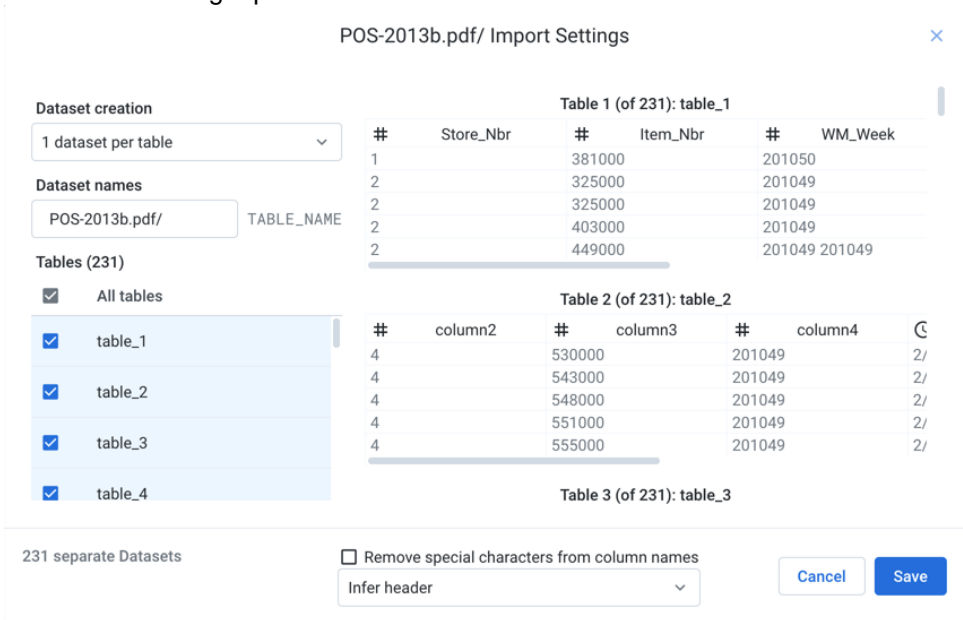 POS-2013b.pdf/ Import Settings
Dataset creation
1 dataset per table
Dataset names
POS-2013b.pdf/ TABLE_NAME
Tables (231)
All tables
table_1
table_2
table_3
table_4
Table 1 (of 231): table_1
# Store_Nbr # Item_Nbr # WM_Week
1 381000 201050
2 325000 201049
2 325000 201049
2 403000 201049
2 449000 201049 201049
Table 2 (of 231): table_2
# column2 # column3 # column4
4 530000 201049 2/
4 543000 201049 2/
4 548000 201049 2/
4 551000 201049 2/
4 555000 201049 2/
Table 3 (of 231): table_3
231 separate Datasets
Remove special characters from column names
Infer header
Cancel Save